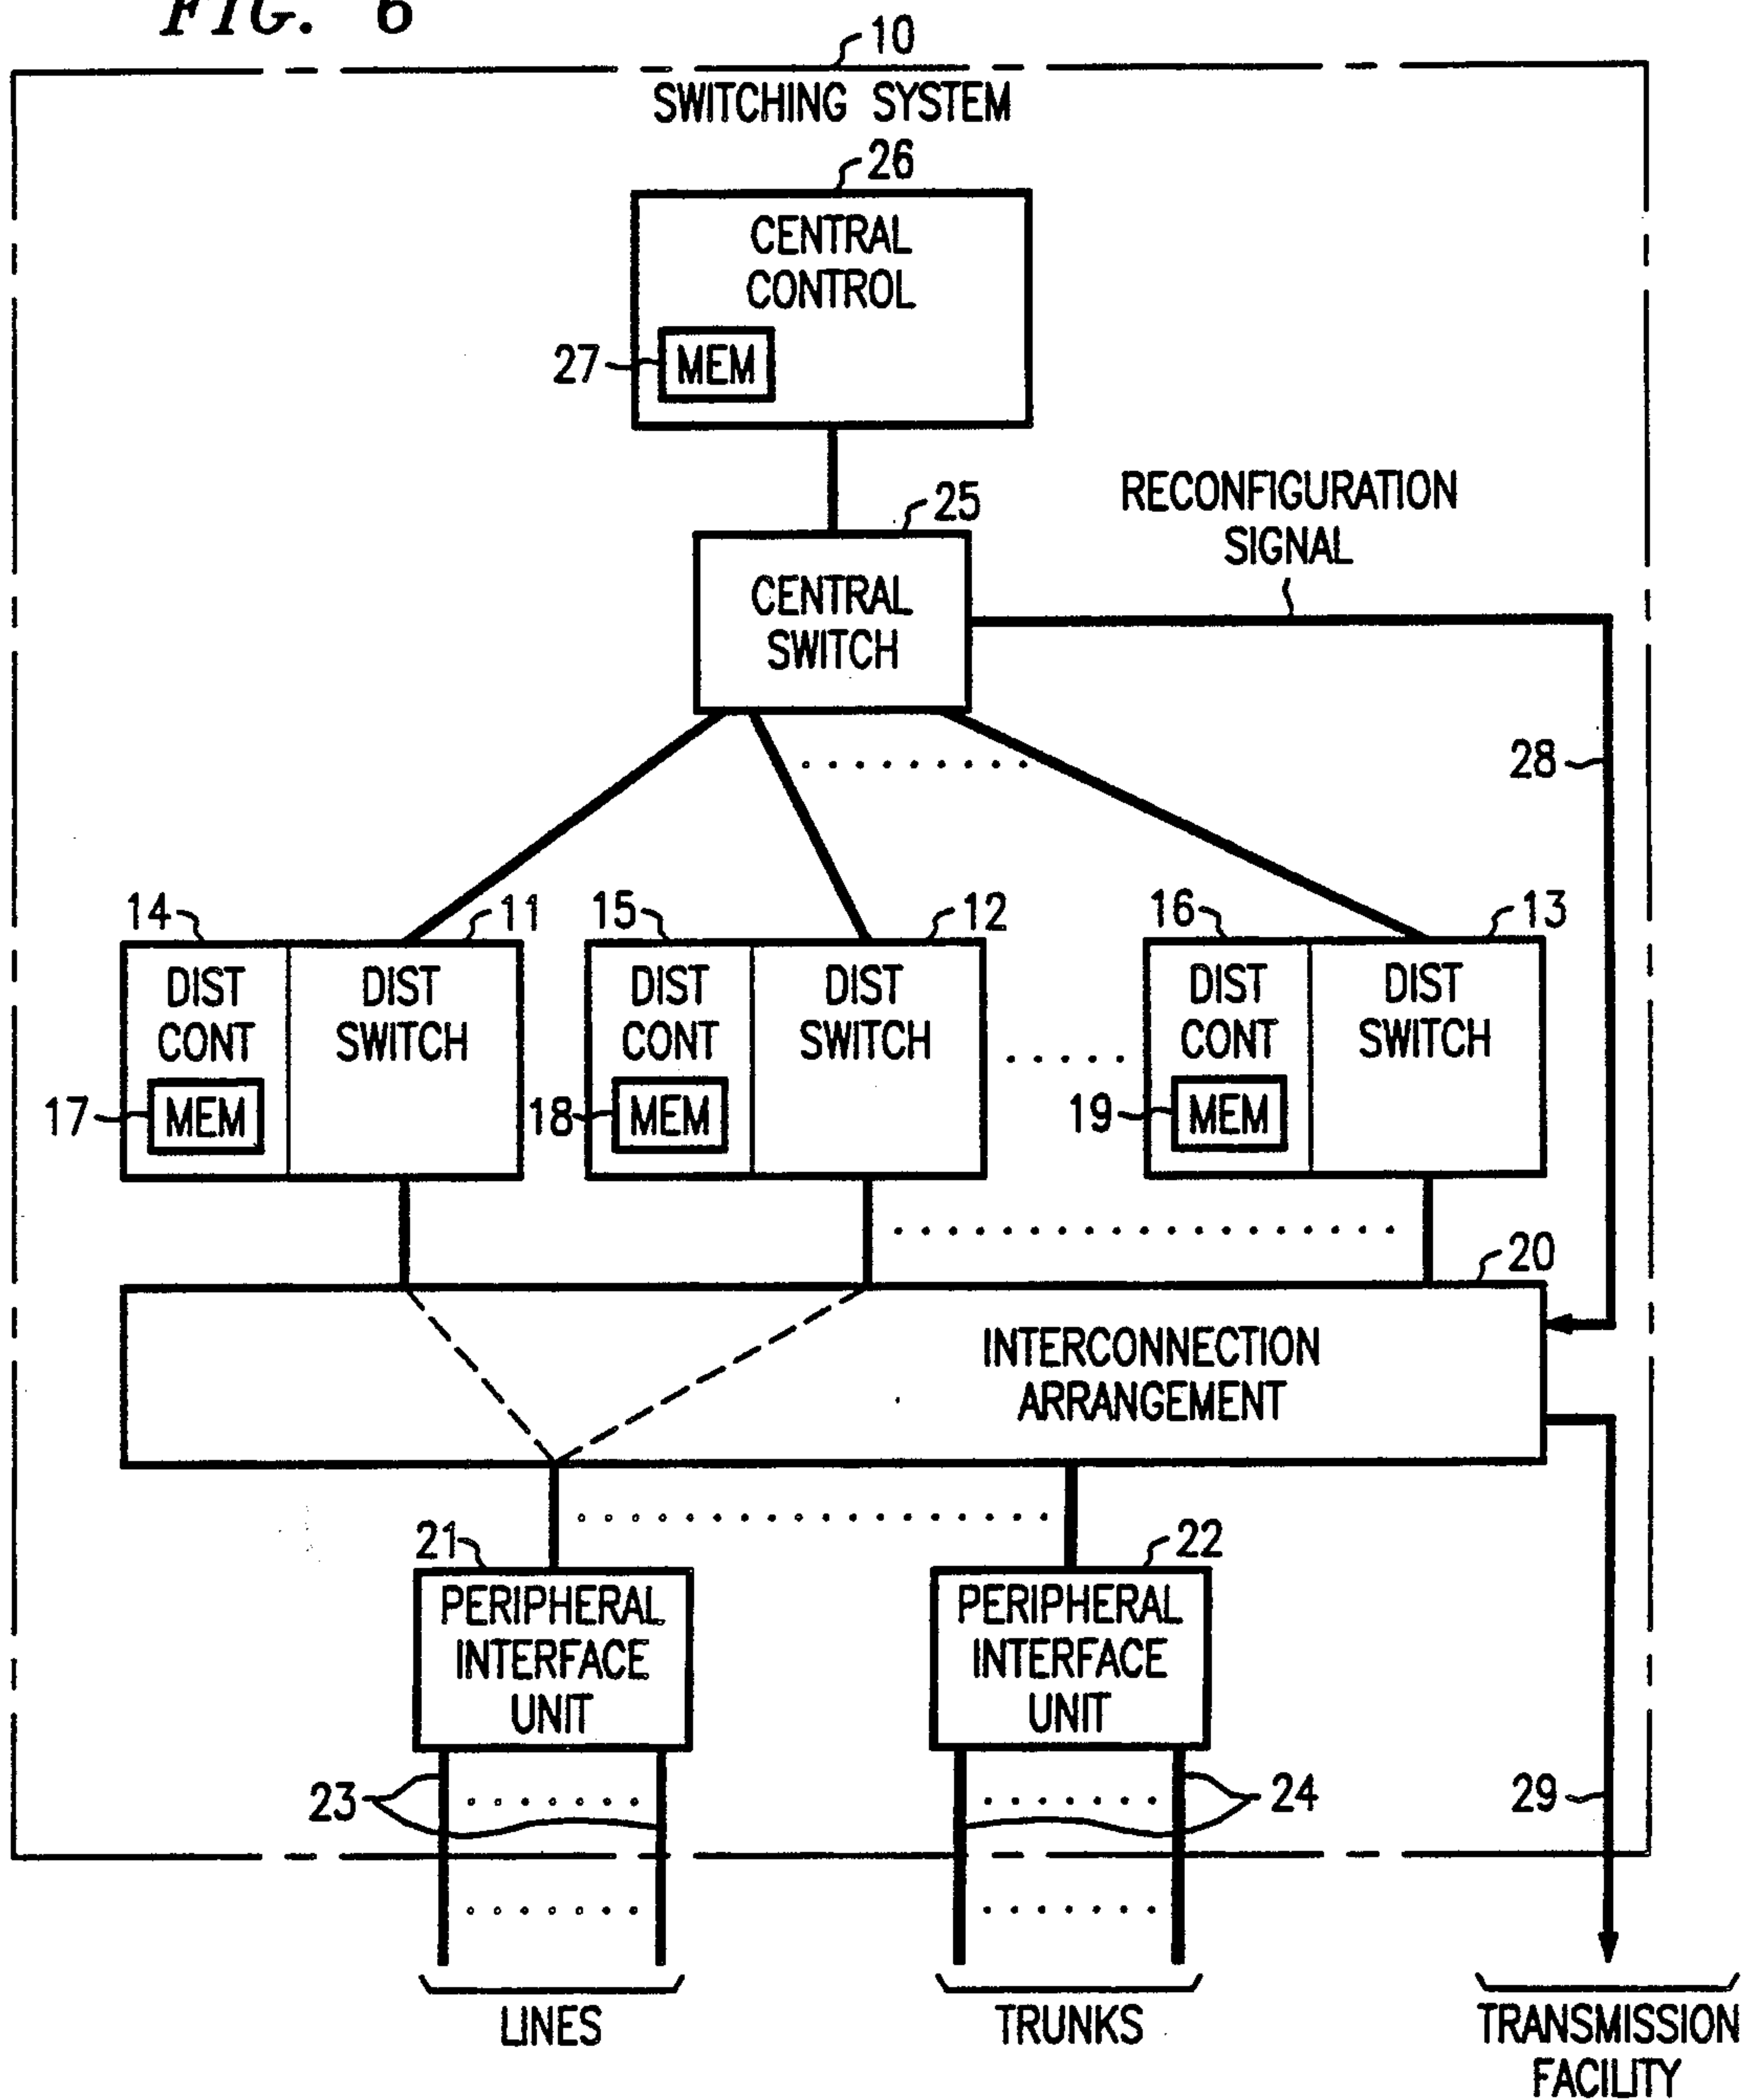 FIG. 6
10
SWITCHING SYSTEM
26
CENTRAL
CONTROL
27
MEM
25
CENTRAL
SWITCH
RECONFIGURATION
SIGNAL
28
14
11
15
12
16
13
DIST
CONT
DIST
SWITCH
DIST
CONT
DIST
SWITCH
DIST
CONT
DIST
SWITCH
17
MEM
18
MEM
19
MEM
20
INTERCONNECTION
ARRANGEMENT
21
22
PERIPHERAL
INTERFACE
UNIT
PERIPHERAL
INTERFACE
UNIT
23
24
29
LINES
TRUNKS
TRANSMISSION
FACILITY